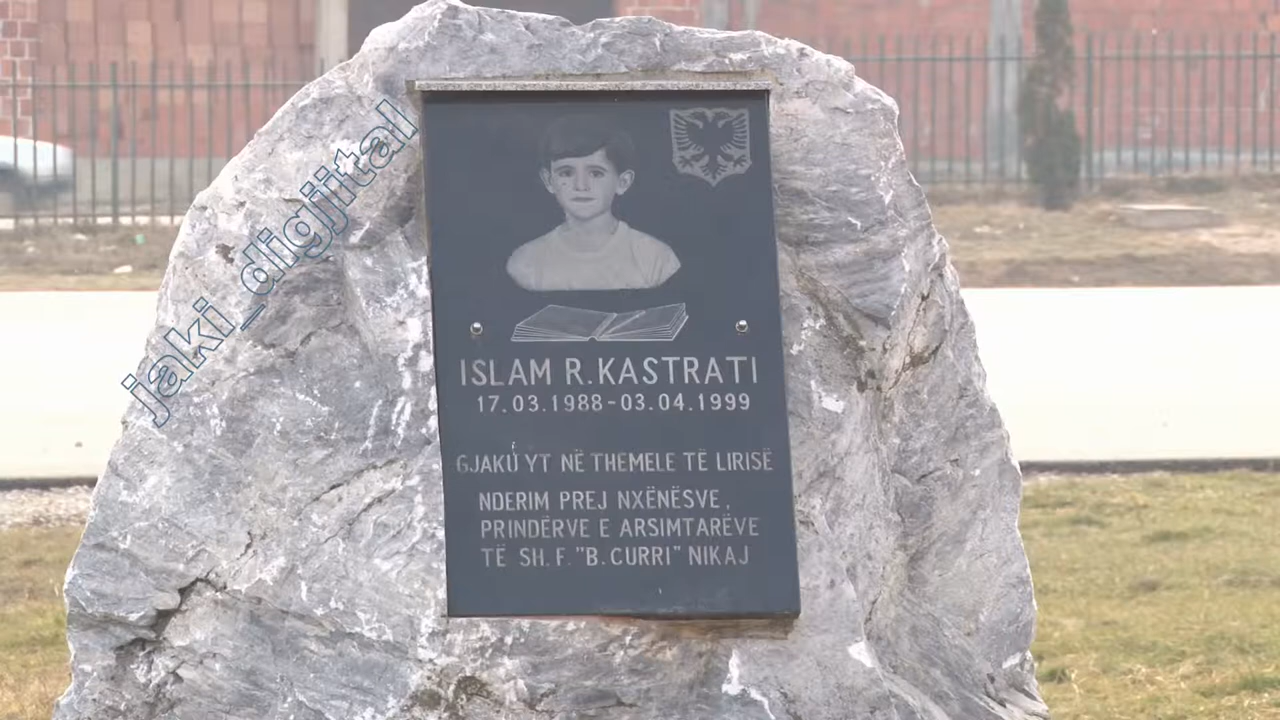 jaki_digjital
ISLAM R.KASTRATI
17.03.1988-03.04.1999
GJAKU YT NË THEMELE TË LIRISË
NDERIM PREJ NXËNËSVE,
PRINDËRVE E ARSIMTARËVE
TË SH.F."B.CURRI" NIKAJ